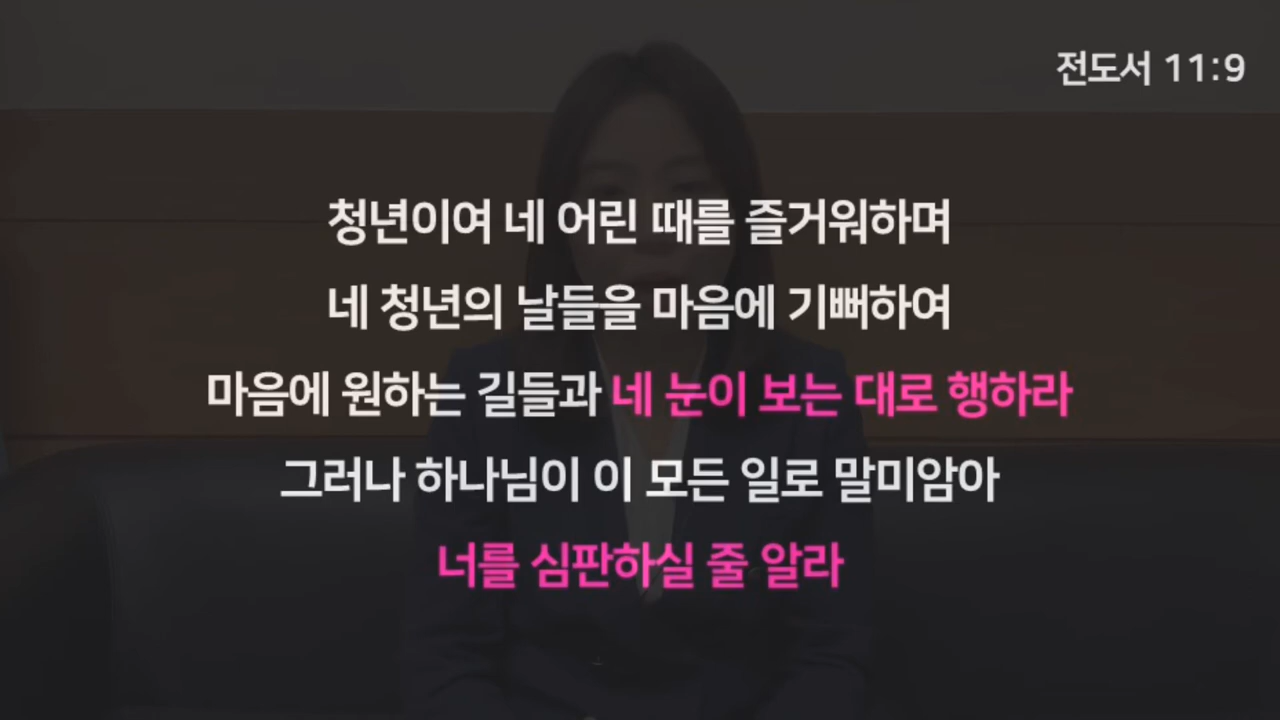 전도서 11:9
청년이여 네 어린 때를 즐거워하며
네 청년의 날들을 마음에 기뻐하여
마음에 원하는 길들과 네 눈이 보는 대로 행하라
그러나 하나님이 이 모든 일로 말미암아
너를 심판하실 줄 알라